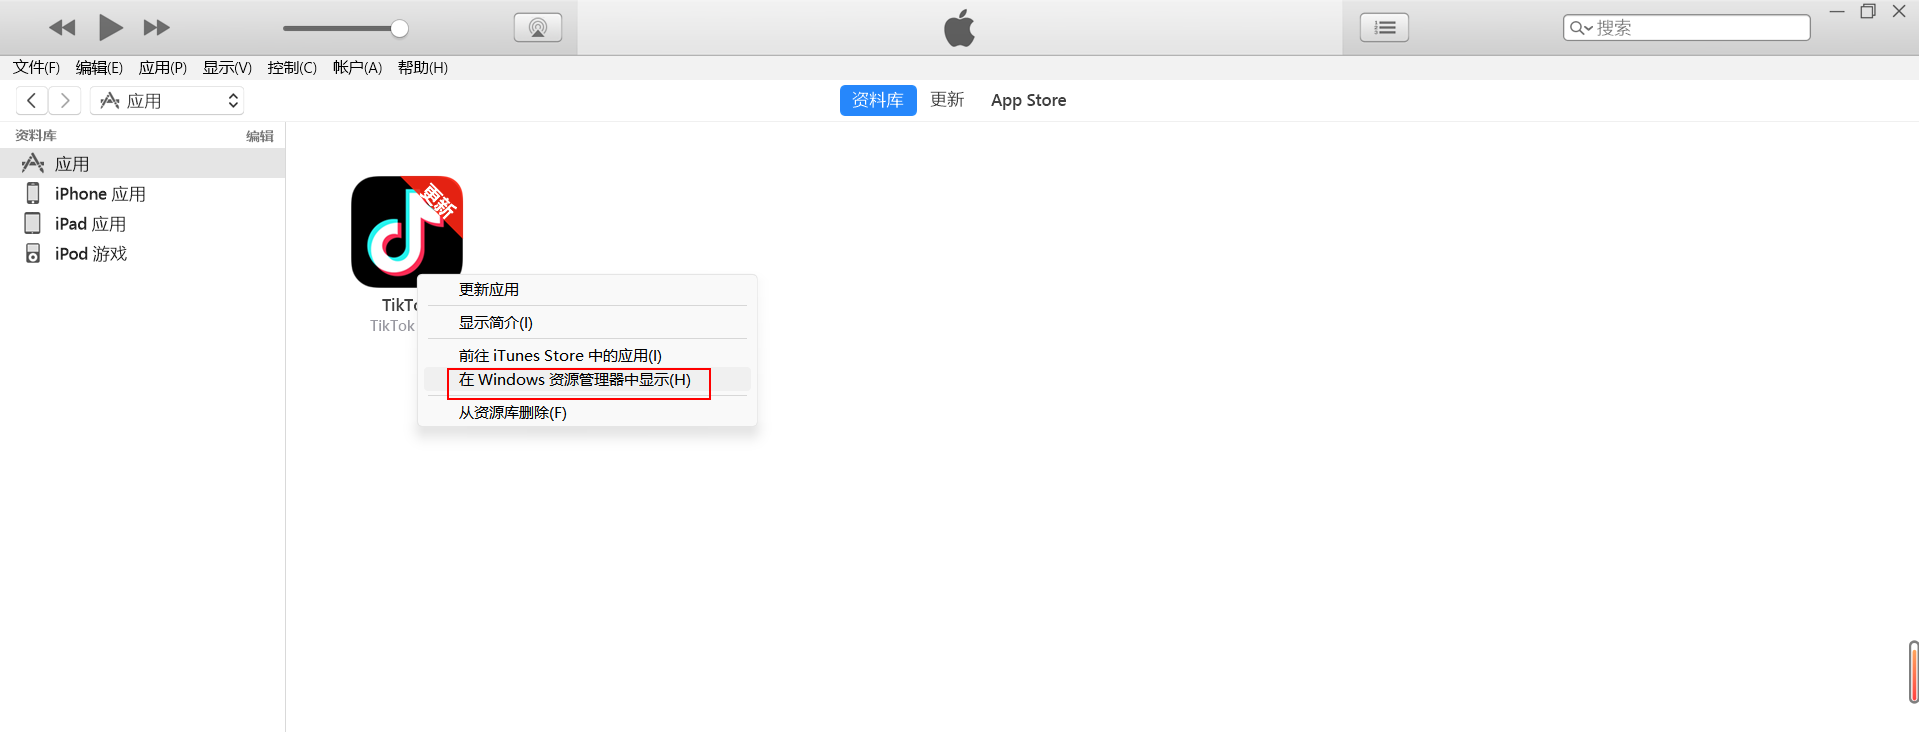 搜索
文件(F) 编辑(E) 应用(P) 显示(V) 控制(C) 帐户(A) 帮助(H)
应用
资料库 更新 App Store
资料库 编辑
应用
iPhone 应用
iPad 应用
iPod 游戏
更新
TikTo
TikTok
更新应用
显示简介(I)
前往 iTunes Store 中的应用(I)
在 Windows 资源管理器中显示(H)
从资源库删除(F)